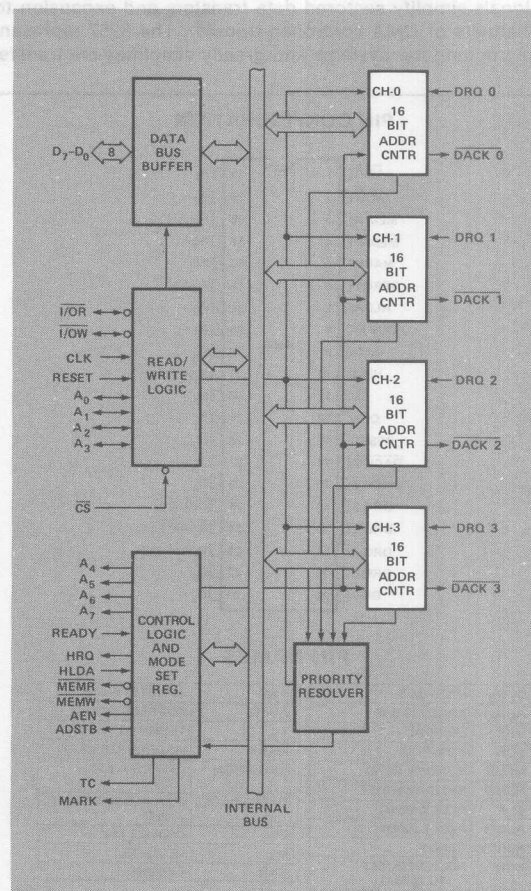 DATA
BUS
BUFFER
D7-D0
8
I/OR
I/OW
CLK
RESET
A0
A1
A2
A3
CS
READ/
WRITE
LOGIC
A4
A5
A6
A7
READY
HRQ
HLDA
MEMR
MEMW
AEN
ADSTB
TC
MARK
CONTROL
LOGIC
AND
MODE
SET
REG.
INTERNAL
BUS
CH-0
16
BIT
ADDR
CNTR
DRQ 0
DACK 0
CH-1
16
BIT
ADDR
CNTR
DRQ 1
DACK 1
CH-2
16
BIT
ADDR
CNTR
DRQ 2
DACK 2
CH-3
16
BIT
ADDR
CNTR
DRQ 3
DACK 3
PRIORITY
RESOLVER